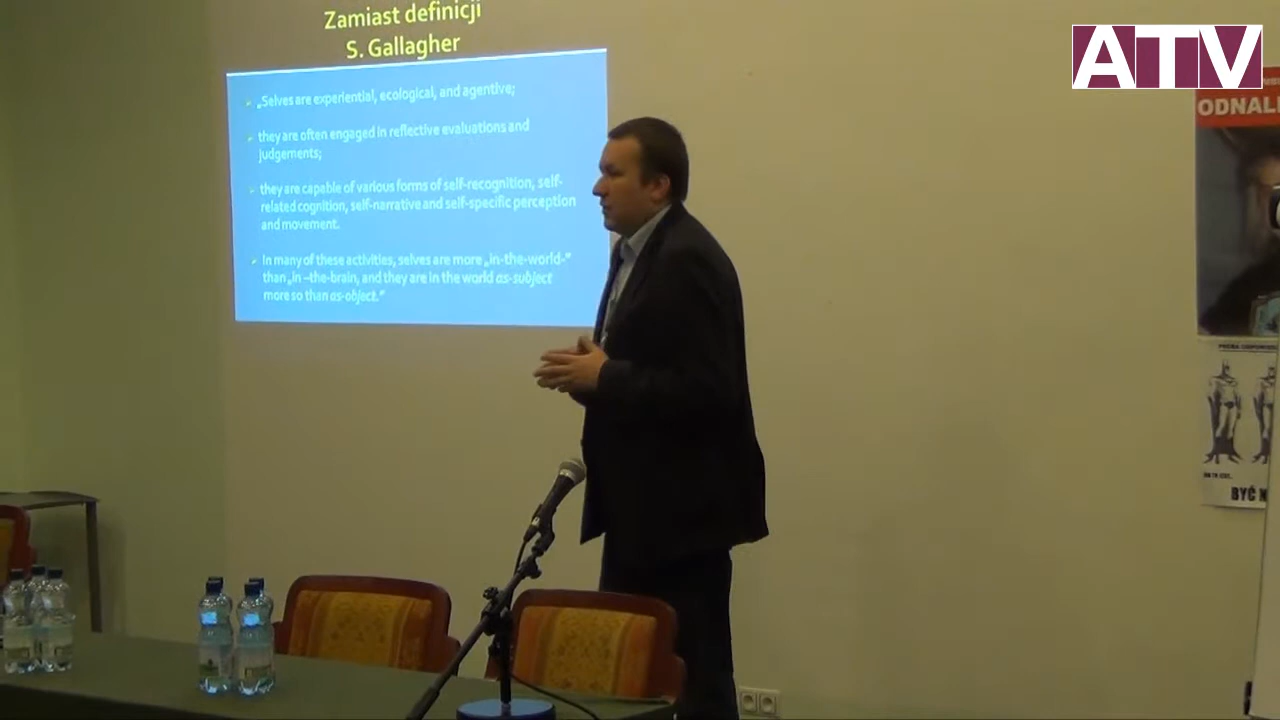 Zamiast definicji
S. Gallagher
„Selves are experiential, ecological, and agentive;
they are often engaged in reflective evaluations and
judgements;
they are capable of various forms of self-recognition, self-
related cognition, self-narrative and self-specific perception
and movement.
In many of these activities, selves are more „in-the-world-”
than „in –the-brain, and they are in the world as-subject
more so than as-object.”
ATV
ODNAL
BYĆ N